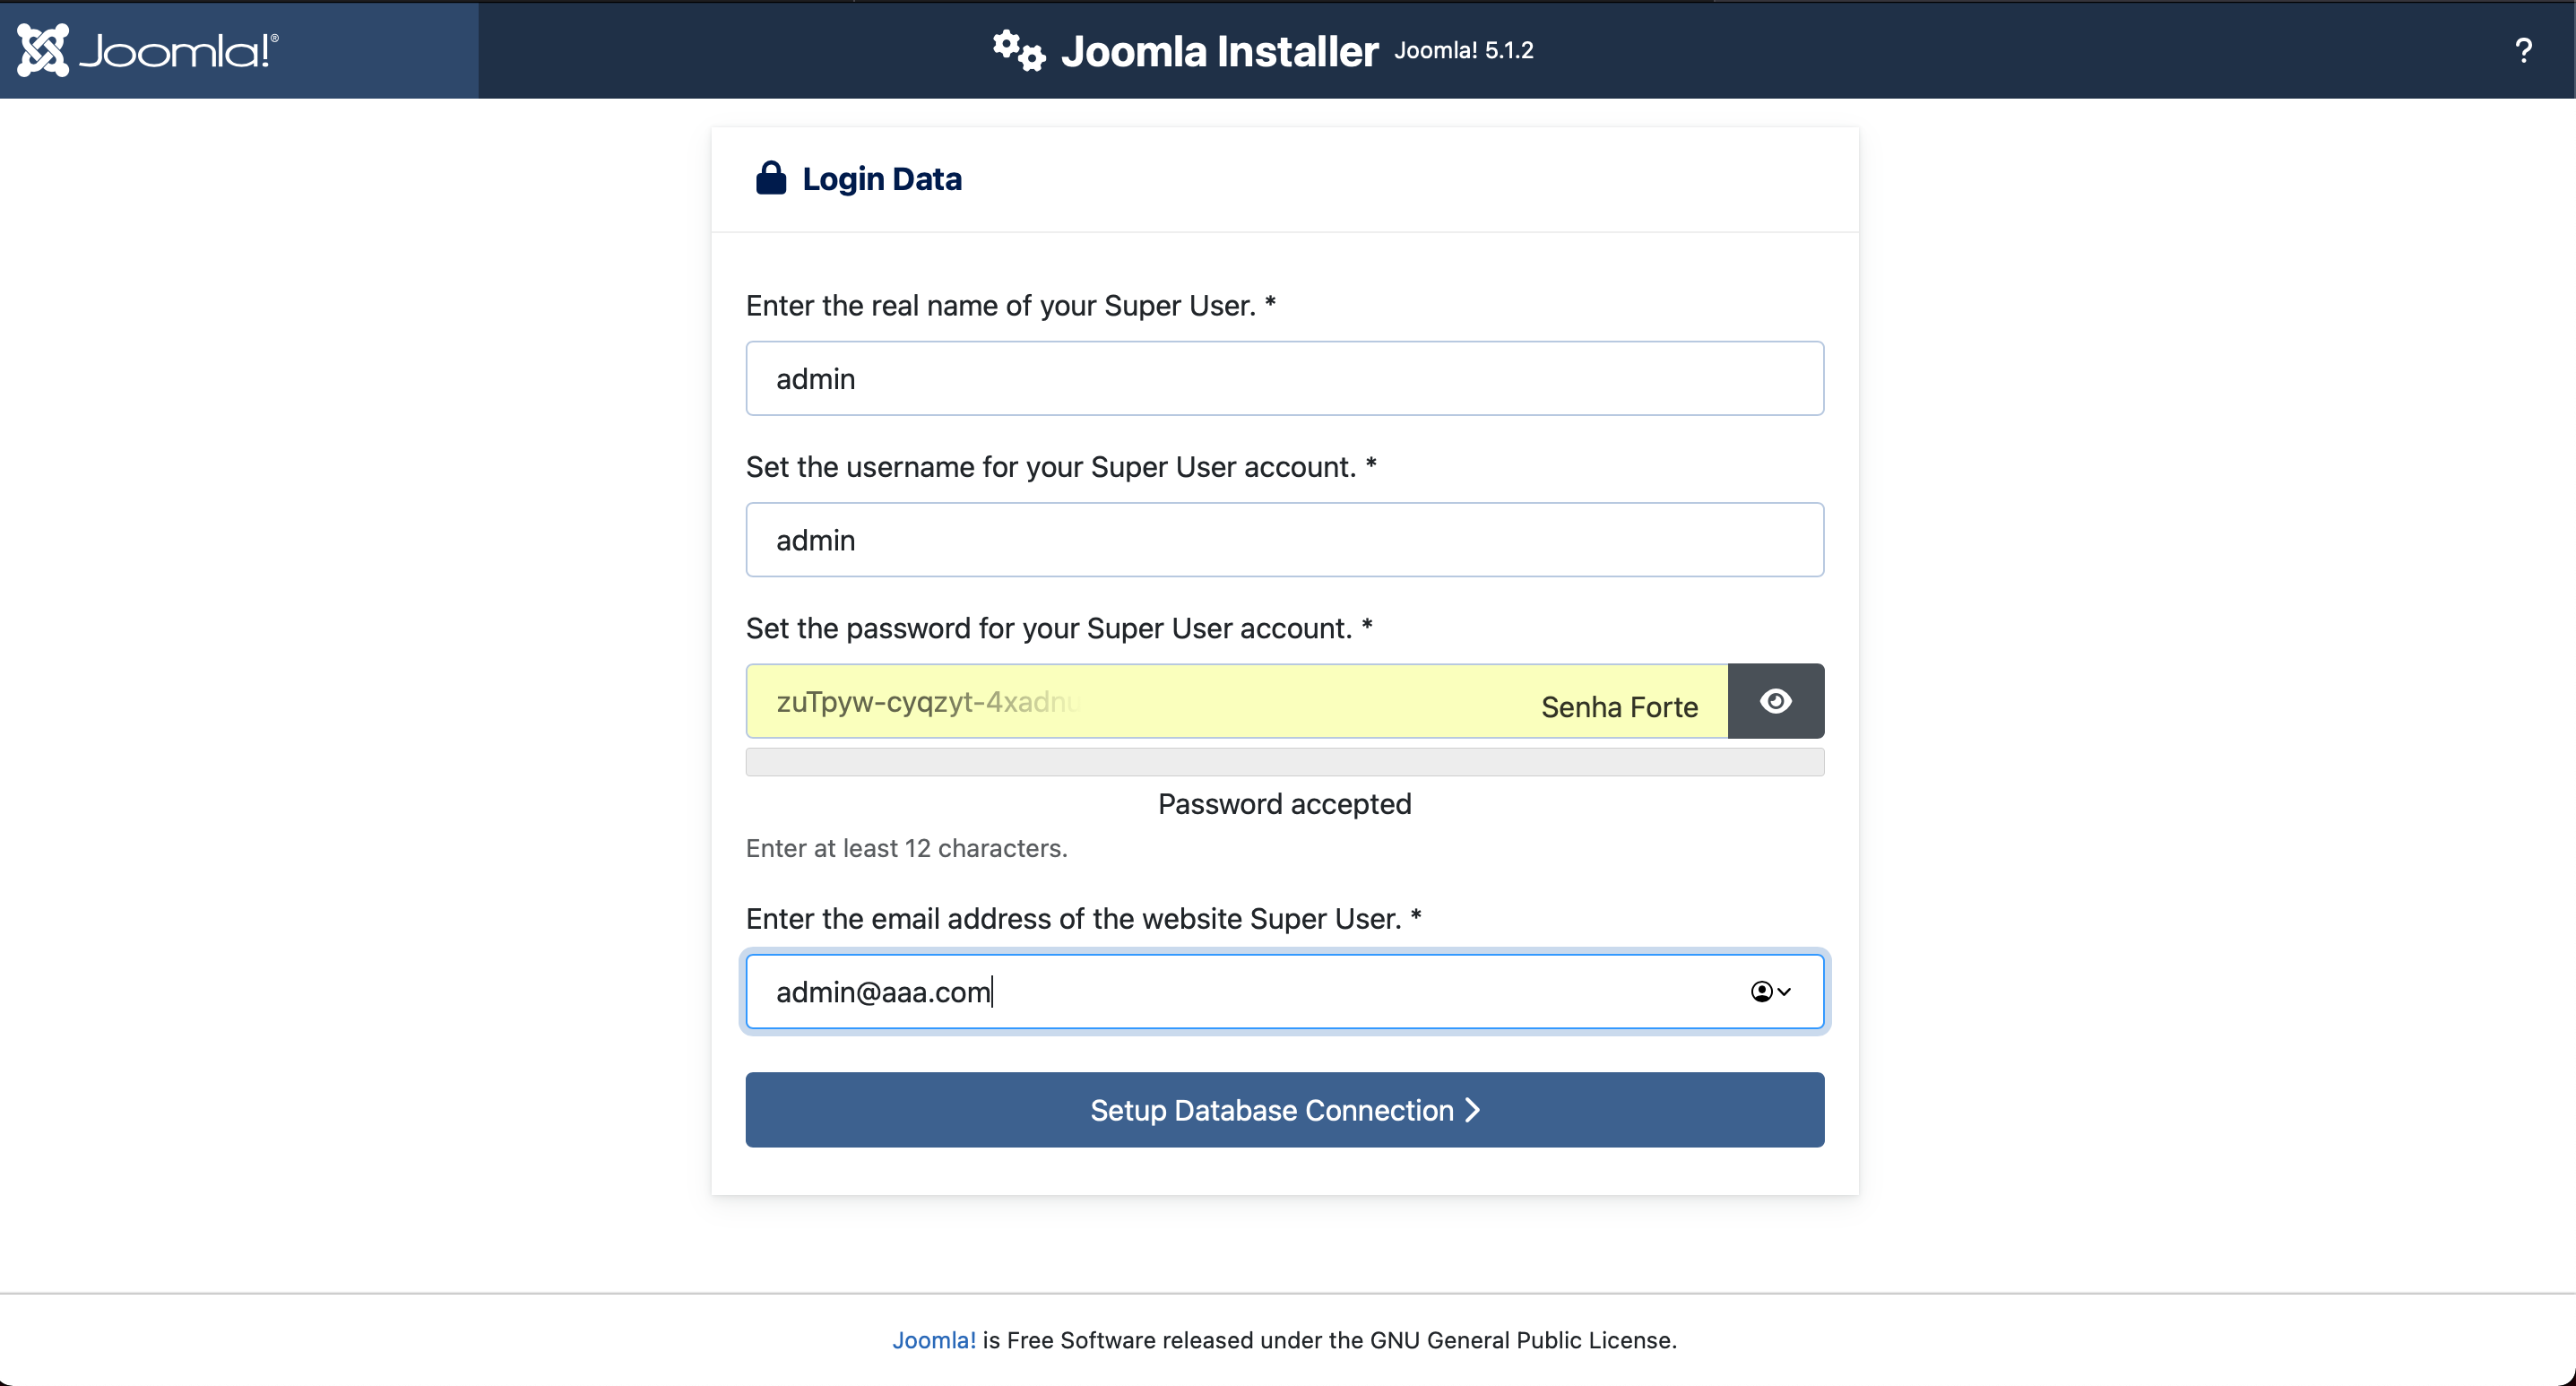 Joomla!®
Joomla Installer Joomla! 5.1.2
?
Login Data
Enter the real name of your Super User. *
admin
Set the username for your Super User account. *
admin
Set the password for your Super User account. *
zuTpyw-cyqzyt-4xadnu
Senha Forte
Password accepted
Enter at least 12 characters.
Enter the email address of the website Super User. *
admin@aaa.com
Setup Database Connection
Joomla! is Free Software released under the GNU General Public License.